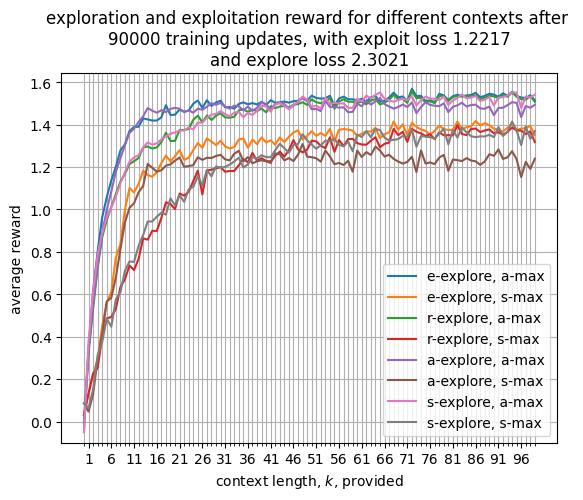 exploration and exploitation reward for different contexts after
90000 training updates, with exploit loss 1.2217
and explore loss 2.3021
1.6
1.4
1.2
1.0
0.8
0.6
0.4
0.2
0.0
average reward
e-explore, a-max
e-explore, s-max
r-explore, a-max
r-explore, s-max
a-explore, a-max
a-explore, s-max
s-explore, a-max
s-explore, s-max
1 6 11 16 21 26 31 36 41 46 51 56 61 66 71 76 81 86 91 96
context length, k, provided